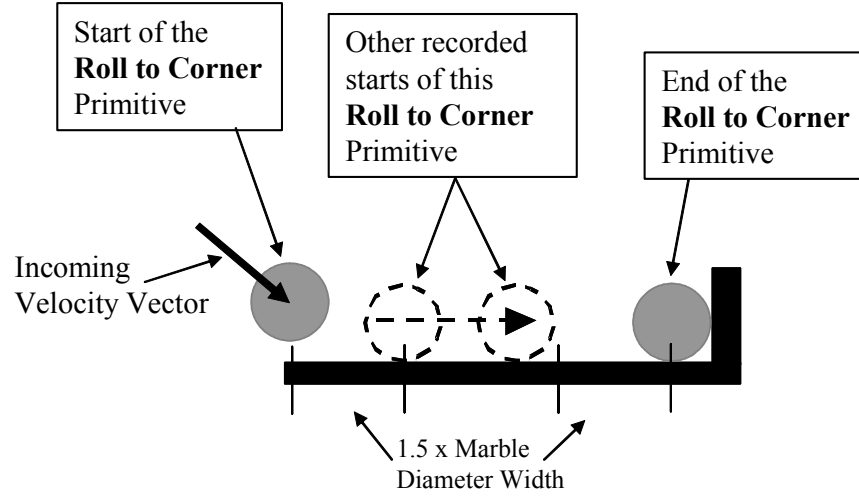 Start of the
Roll to Corner
Primitive
Other recorded
starts of this
Roll to Corner
Primitive
End of the
Roll to Corner
Primitive
Incoming
Velocity Vector
1.5 x Marble
Diameter Width